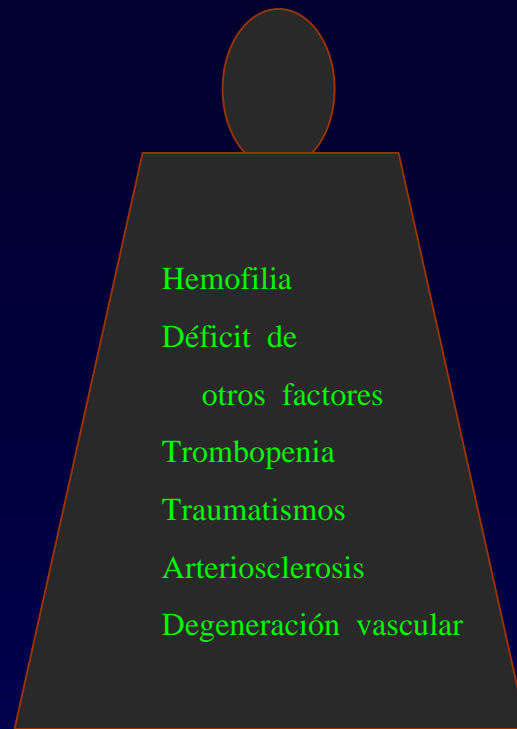 Hemofilia
Déficit de
otros factores
Trombopenia
Traumatismos
Arteriosclerosis
Degeneración vascular